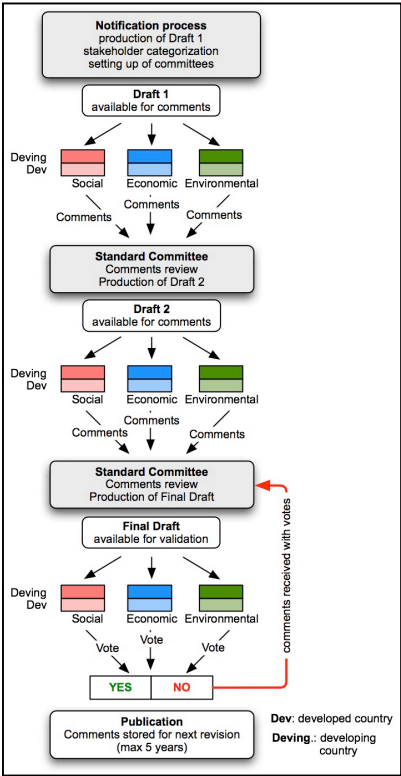 Notification process
production of Draft 1
stakeholder categorization
setting up of committees
Draft 1
available for comments
Deving
Dev
Social
Economic
Environmental
Comments
Comments
Comments
Standard Committee
Comments review
Production of Draft 2
Draft 2
available for comments
Deving
Dev
Social
Economic
Environmental
Comments
Comments
Comments
Standard Committee
Comments review
Production of Final Draft
comments received with votes
Final Draft
available for validation
Deving
Dev
Social
Economic
Environmental
Vote
Vote
Vote
YES
NO
Publication
Comments stored for next revision
(max 5 years)
Dev: developed country
Deving.: developing
country